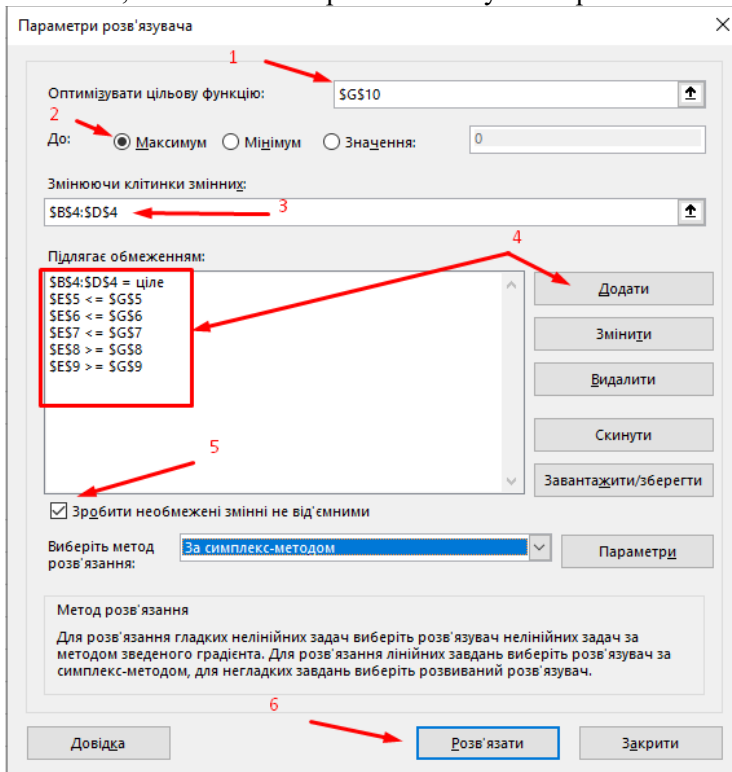 Параметри розв'язувача
1
Оптимізувати цільову функцію: $G$10
2
До: Максимум Мінімум Значення: 0
Змінюючи клітинки змінних:
$B$4:$D$4 3
Підлягає обмеженням: 4
$B$4:$D$4 = ціле
$E$5 <= $G$5
$E$6 <= $G$6
$E$7 <= $G$7
$E$8 >= $G$8
$E$9 >= $G$9
Додати
Змінити
Видалити
Скинути
5
Завантажити/зберегти
Зробити необмежені змінні не від'ємними
Виберіть метод розв'язання: За симплекс-методом Параметри
Метод розв'язання
Для розв'язання гладких нелінійних задач виберіть розв'язувач нелінійних задач за
методом зведеного градієнта. Для розв'язання лінійних завдань виберіть розв'язувач за
симплекс-методом, для негладких завдань виберіть розвиваний розв'язувач.
6
Довідка Розв'язати Закрити